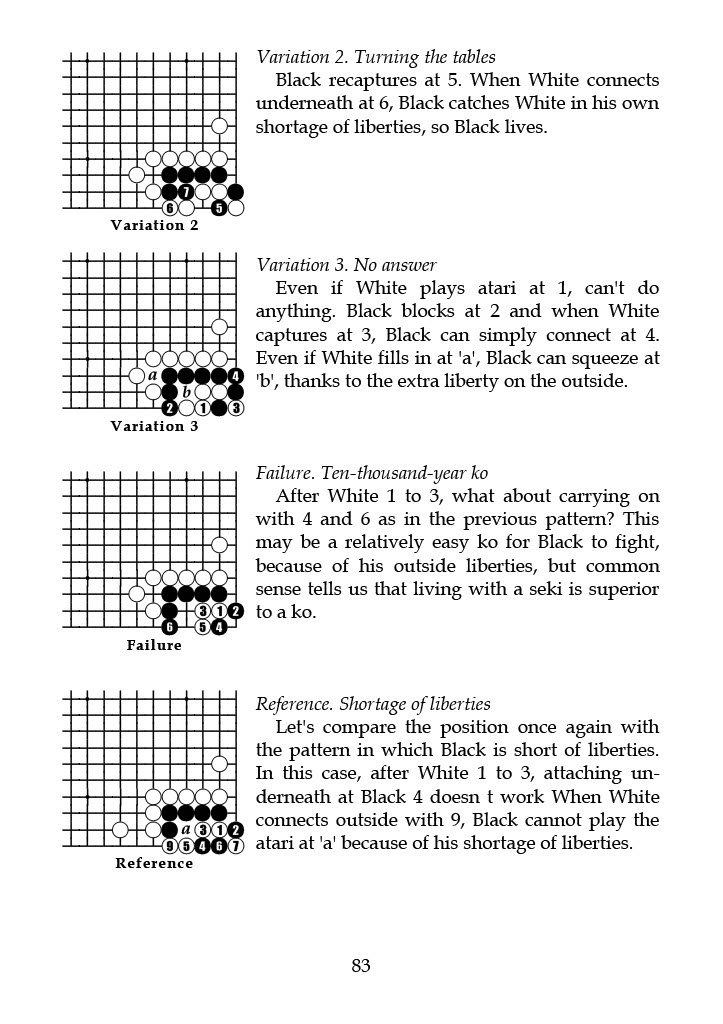 Variation 2. Turning the tables
Black recaptures at 5. When White connects
underneath at 6, Black catches White in his own
shortage of liberties, so Black lives.
7
6
5
Variation 2
Variation 3. No answer
Even if White plays atari at 1, can't do
anything. Black blocks at 2 and when White
captures at 3, Black can simply connect at 4.
Even if White fills in at 'a', Black can squeeze at
'b', thanks to the extra liberty on the outside.
a 4
b
2 1 3
Variation 3
Failure. Ten-thousand-year ko
After White 1 to 3, what about carrying on
with 4 and 6 as in the previous pattern? This
may be a relatively easy ko for Black to fight,
because of his outside liberties, but common
sense tells us that living with a seki is superior
to a ko.
3 1 2
6 5 4
Failure
Reference. Shortage of liberties
Let's compare the position once again with
the pattern in which Black is short of liberties.
In this case, after White 1 to 3, attaching un-
derneath at Black 4 doesn t work When White
connects outside with 9, Black cannot play the
atari at 'a' because of his shortage of liberties.
a 3 1 2
9 5 4 6 7
Reference
83